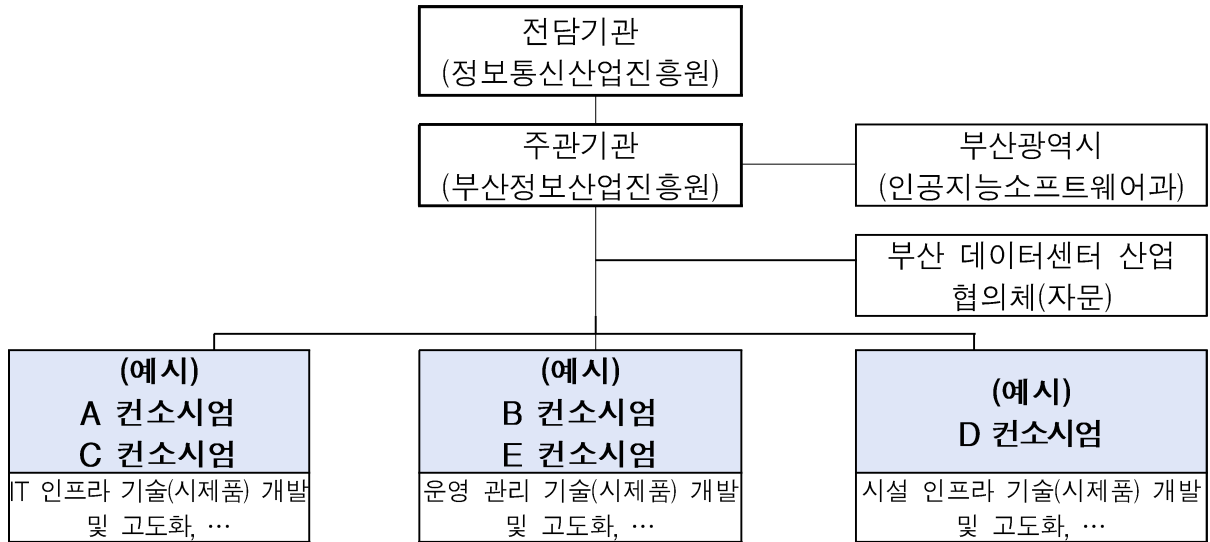 전담기관
(정보통신산업진흥원)
주관기관
(부산정보산업진흥원)
부산광역시
(인공지능소프트웨어과)
부산 데이터센터 산업
협의체(자문)
(예시)
A 컨소시엄
C 컨소시엄
IT 인프라 기술(시제품) 개발
및 고도화, …
(예시)
B 컨소시엄
E 컨소시엄
운영 관리 기술(시제품) 개발
및 고도화, …
(예시)
D 컨소시엄
시설 인프라 기술(시제품) 개발
및 고도화, …